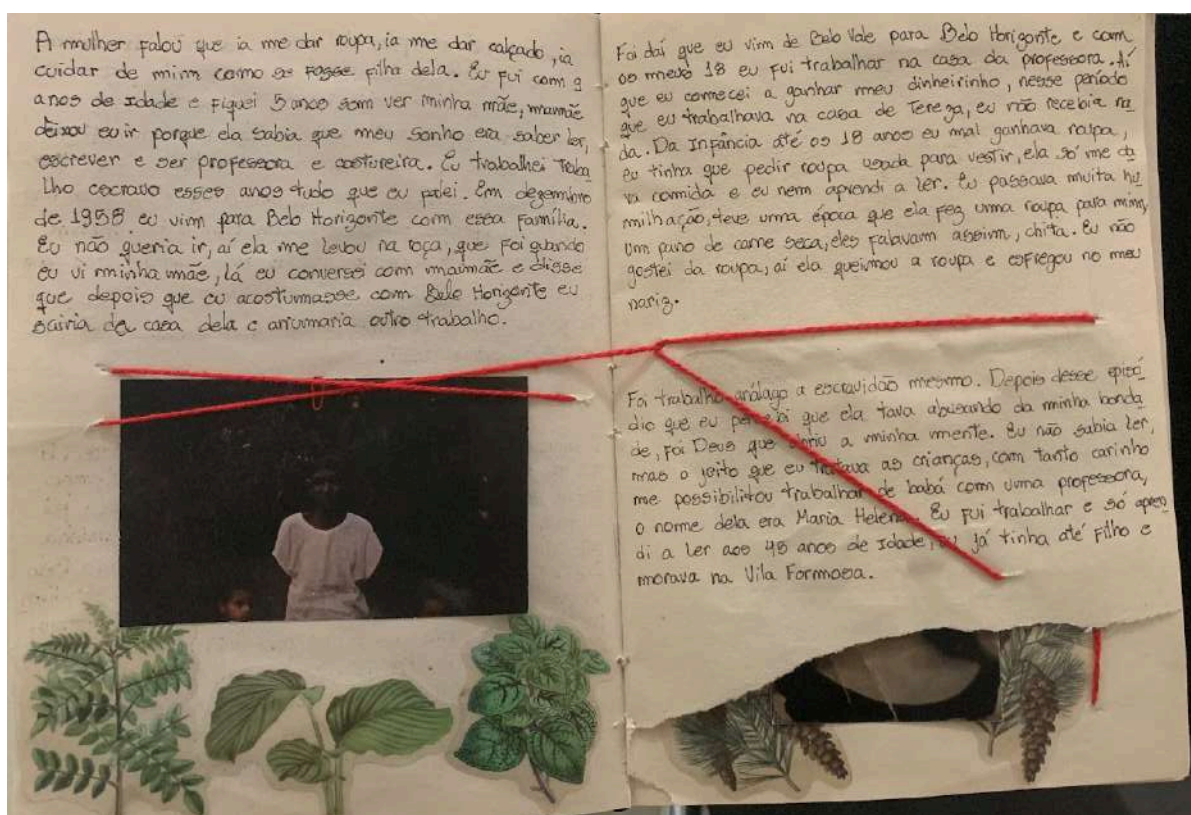 A mulher falou que ia me dar roupa, ia me dar calçado, ia
cuidar de mim como se fosse filha dela. Eu fui com 9
anos de Idade e fiquei 5 anos sem ver minha mãe, mamãe
deixou eu ir porque ela sabia que meu sonho era saber ler,
escrever e ser professora e costureira. Eu trabalhei Traba
lho escravo esses anos tudo que eu falei. Em dezembro
de 1958 eu vim para Belo Horizonte com essa família.
Eu não queria ir, aí ela me levou na roça, que foi quando
eu vi minha mãe, lá eu conversei com mamãe e disse
que depois que eu acostumasse com Belo Horizonte eu
sairia da casa dela e arrumaria outro trabalho.
Foi daí que eu vim de Belo Vale para Belo Horizonte e com
os meus 18 eu fui trabalhar na casa da professora. Aí
que eu comecei a ganhar meu dinheirinho, nesse período
que eu trabalhava na casa de Tereza, eu não recebia na
da. Da Infância até os 18 anos eu mal ganhava roupa,
eu tinha que pedir roupa usada para vestir, ela só me da
va comida e eu nem aprendi a ler. Eu passava muita hu
milhação, teve uma época que ela fez uma roupa para mim,
um pano de carne seca, eles falavam assim, chita. Eu não
gostei da roupa, aí ela queimou a roupa e esfregou no meu
nariz.
Foi trabalho análago a escravidão mesmo. Depois desse episó
dio que eu percebi que ela tava abusando da minha bonda
de, foi Deus que abriu a minha mente. Eu não sabia ler,
mas o jeito que eu tratava as crianças, com tanto carinho
me possibilitou trabalhar de babá com uma professora,
o nome dela era Maria Helena. Eu fui trabalhar e só apren
di a ler aos 45 anos de Idade, eu já tinha até filho e
morava na Vila Formosa.